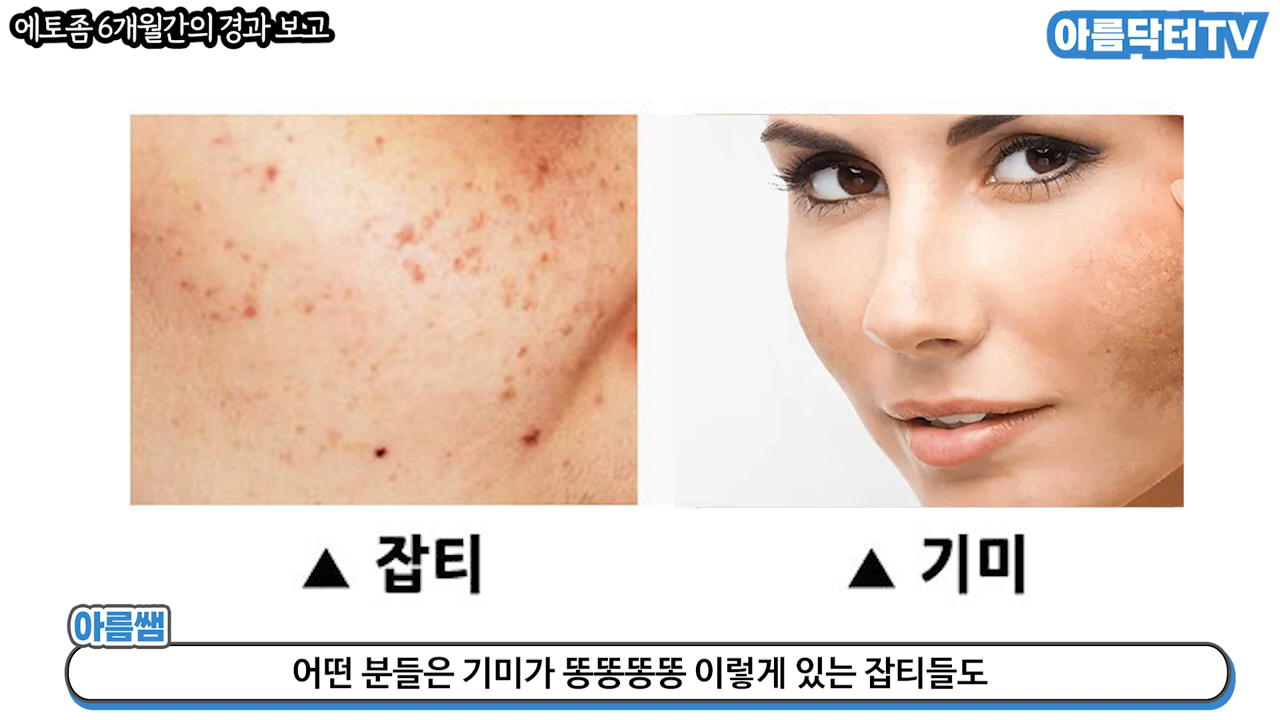 에토좀 6개월간의 경과 보고
아름닥터TV
▲ 잡티
▲ 기미
아름쌤
어떤 분들은 기미가 똥똥똥똥 이렇게 있는 잡티들도